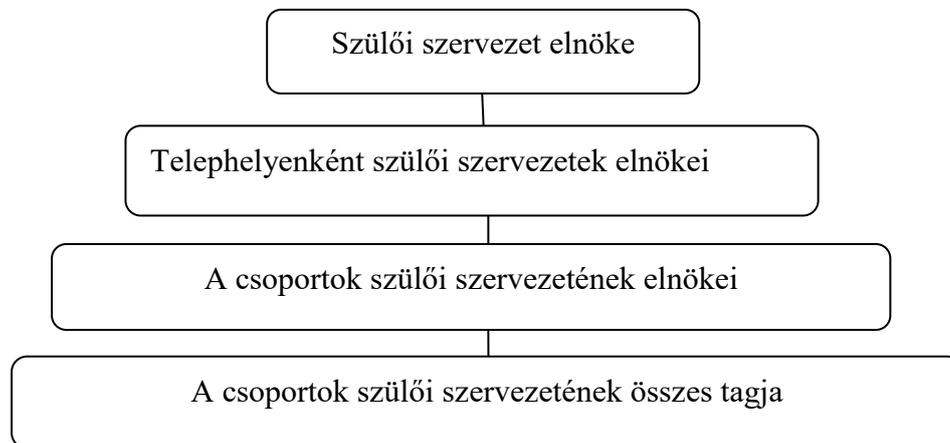 Szülői szervezet elnöke
Telephelyenként szülői szervezetek elnökei
A csoportok szülői szervezetének elnökei
A csoportok szülői szervezetének összes tagja